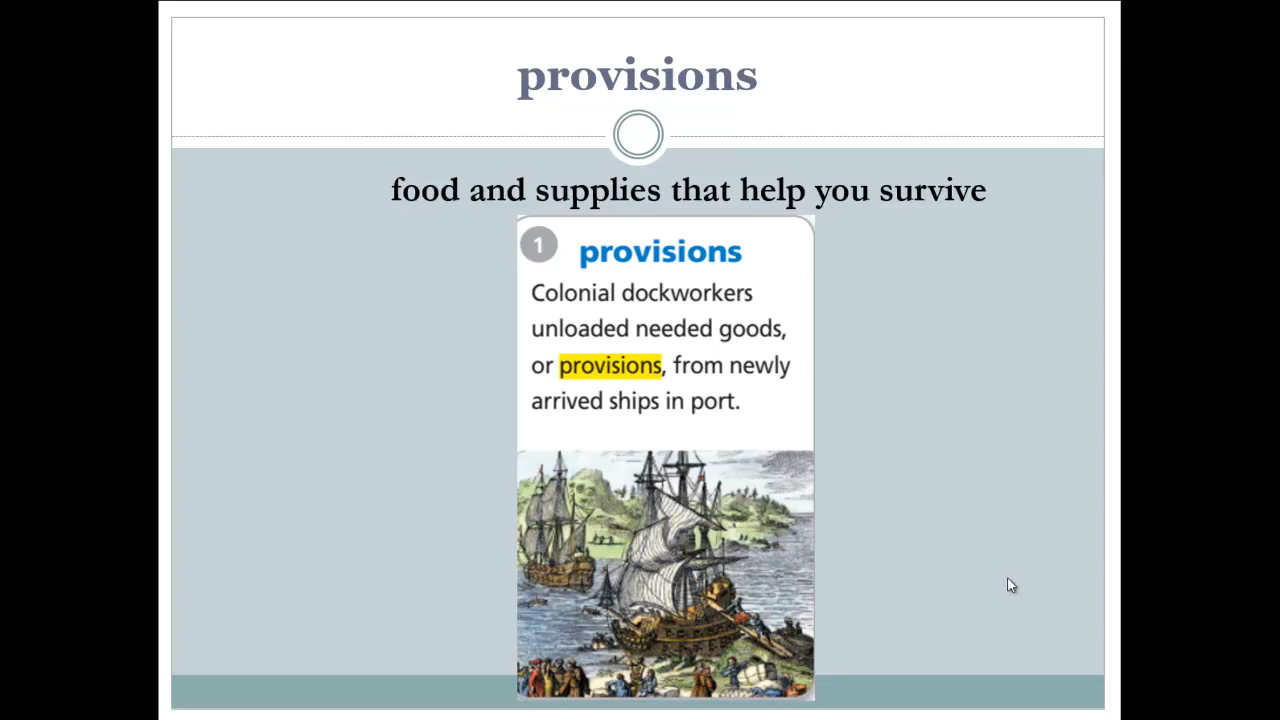 provisions
food and supplies that help you survive
1
provisions
Colonial dockworkers
unloaded needed goods,
or provisions, from newly
arrived ships in port.